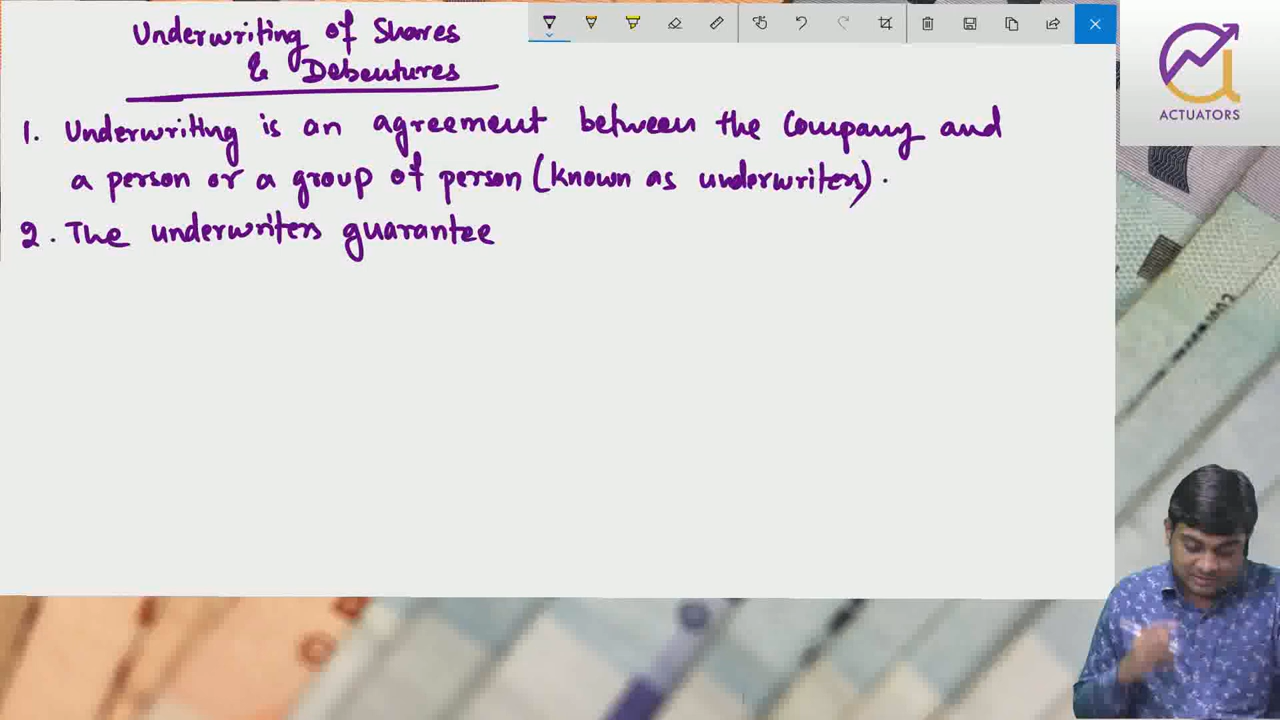 Underwriting of Shares
& Debentures
1. Underwriting is an agreement between the Company and
a person or a group of person (known as underwriters).
2. The underwriters guarantee
ACTUATORS